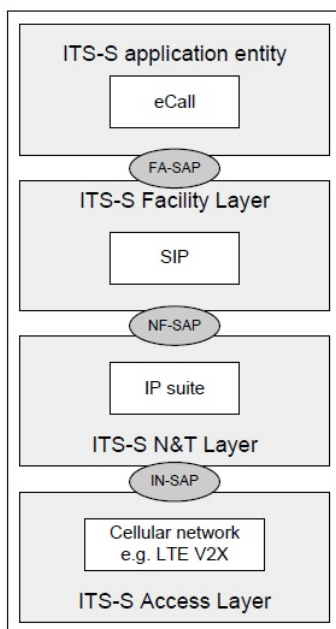 ITS-S application entity
eCall
FA-SAP
ITS-S Facility Layer
SIP
NF-SAP
IP suite
ITS-S N&T Layer
IN-SAP
Cellular network
e.g. LTE V2X
ITS-S Access Layer